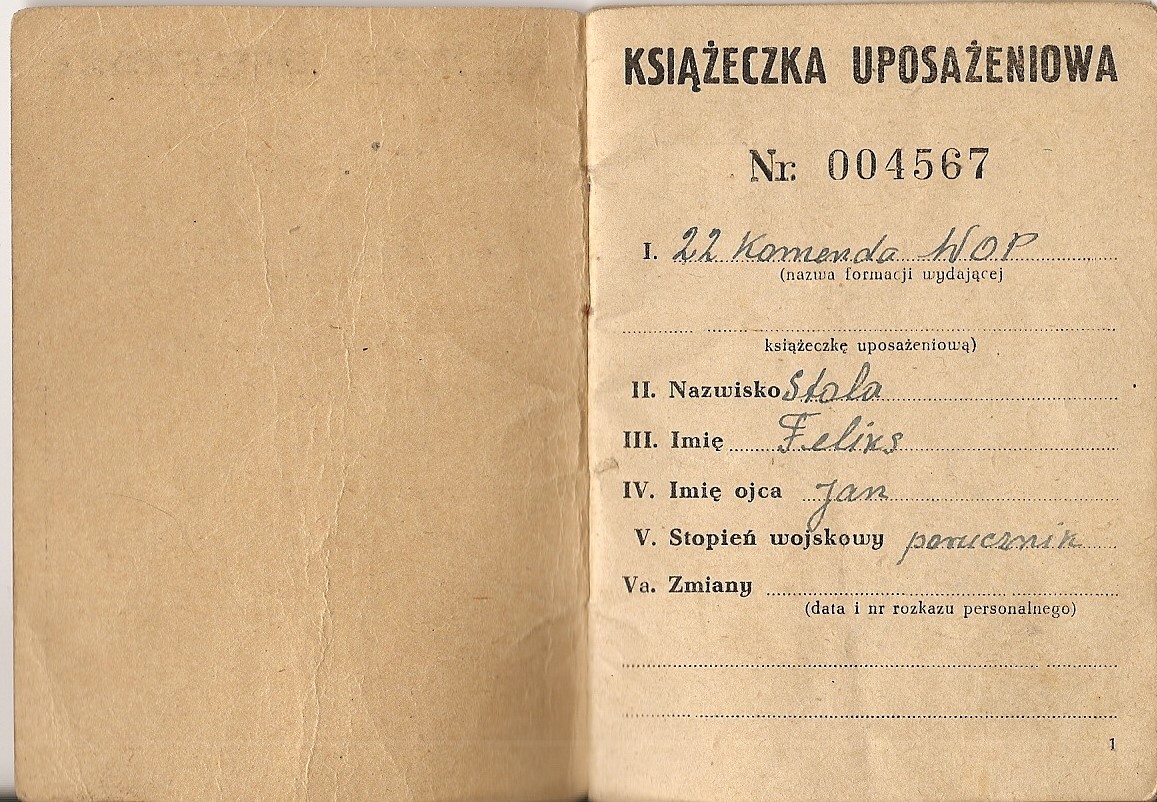 KSIĄŻECZKA UPOSAŻENIOWA
Nr. 004567
I. 22 Komenda WOP
(nazwa formacji wydającej
książeczkę uposażeniową)
II. Nazwisko Stola
III. Imię Feliks
IV. Imię ojca Jan
V. Stopień wojskowy porucznik
Va. Zmiany
(data i nr rozkazu personalnego)
1